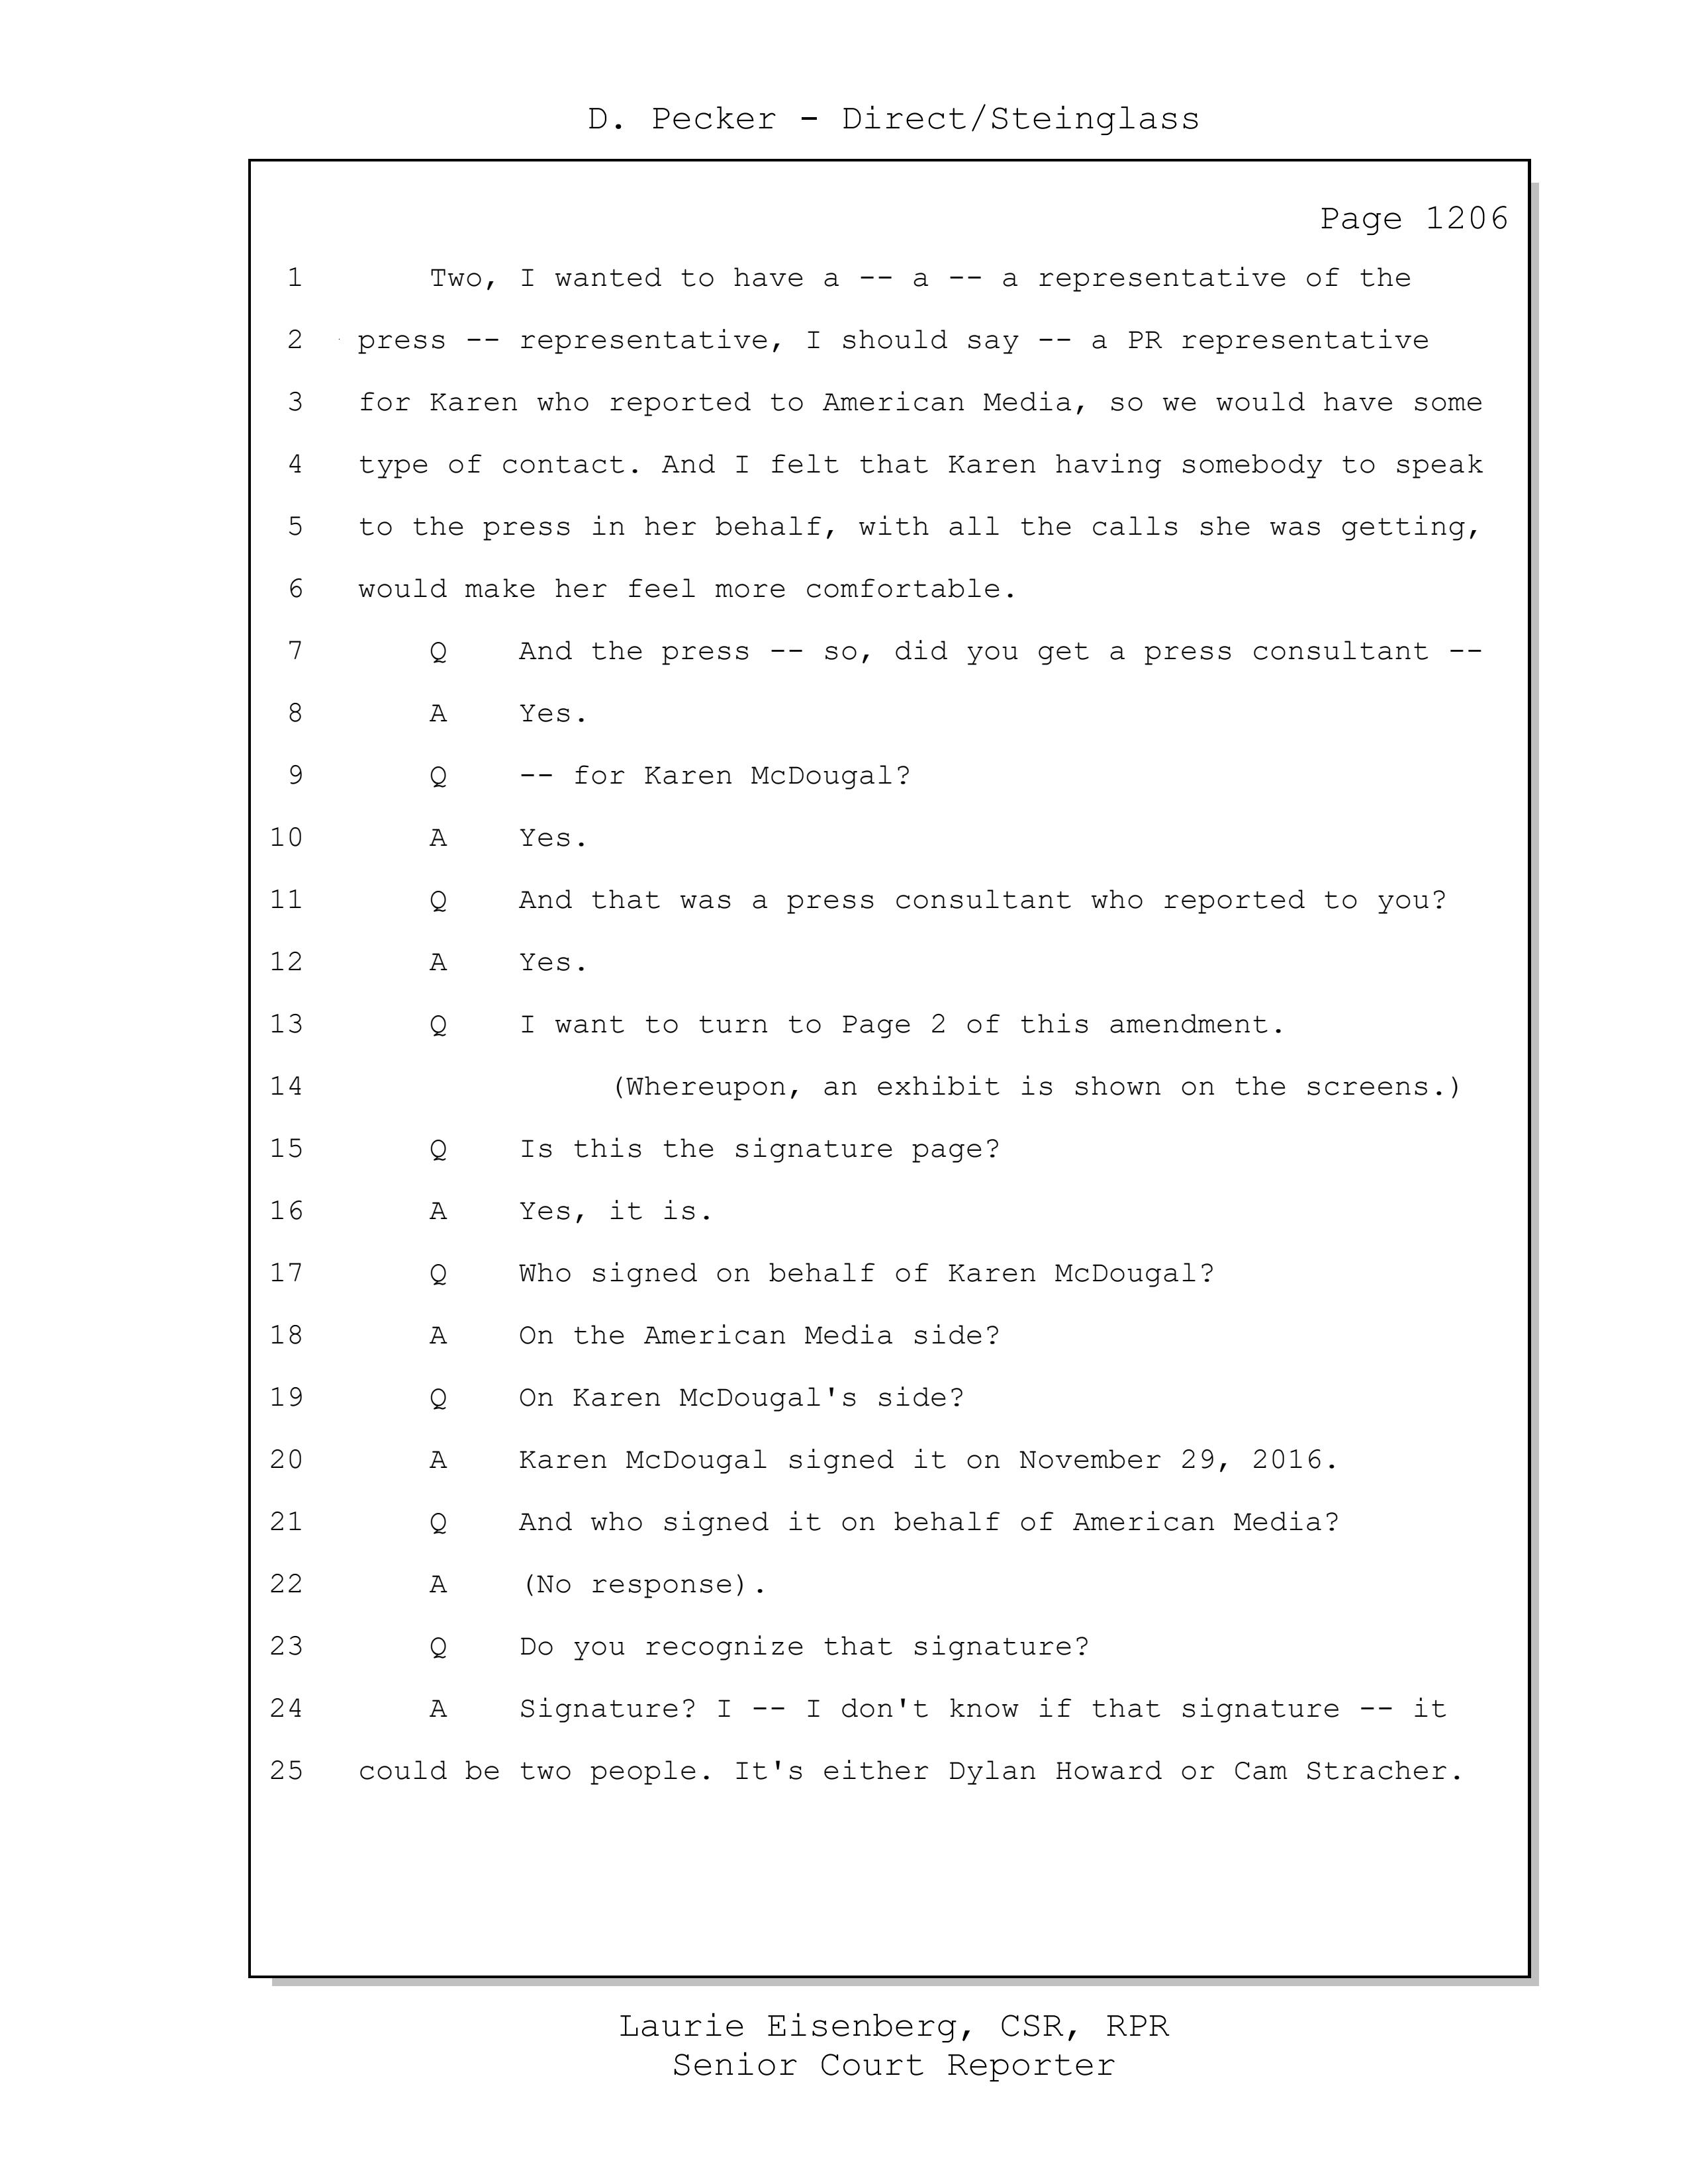 D. Pecker - Direct/Steinglass
Page 1206
1 Two, I wanted to have a -- a -- a representative of the
2 press -- representative, I should say -- a PR representative
3 for Karen who reported to American Media, so we would have some
4 type of contact. And I felt that Karen having somebody to speak
5 to the press in her behalf, with all the calls she was getting,
6 would make her feel more comfortable.
7 Q And the press -- so, did you get a press consultant --
8 A Yes.
9 Q -- for Karen McDougal?
10 A Yes.
11 Q And that was a press consultant who reported to you?
12 A Yes.
13 Q I want to turn to Page 2 of this amendment.
14 (Whereupon, an exhibit is shown on the screens.)
15 Q Is this the signature page?
16 A Yes, it is.
17 Q Who signed on behalf of Karen McDougal?
18 A On the American Media side?
19 Q On Karen McDougal's side?
20 A Karen McDougal signed it on November 29, 2016.
21 Q And who signed it on behalf of American Media?
22 A (No response).
23 Q Do you recognize that signature?
24 A Signature? I -- I don't know if that signature -- it
25 could be two people. It's either Dylan Howard or Cam Stracher.
Laurie Eisenberg, CSR, RPR
Senior Court Reporter